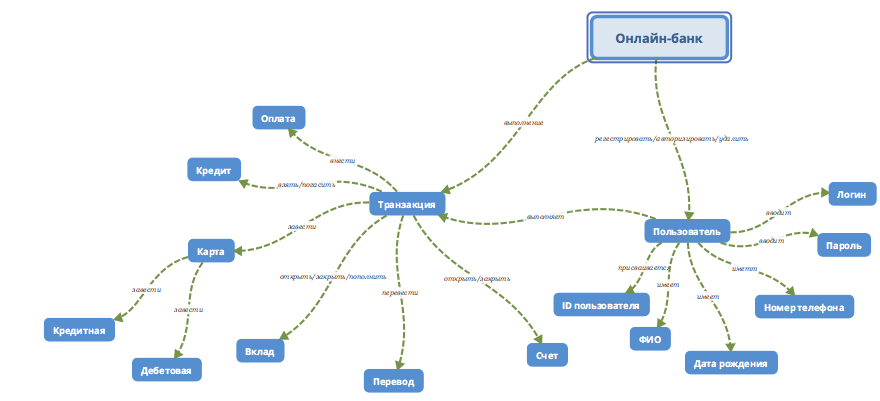 Онлайн-банк
выполнение
регестрировать/авторизировать/удалить
Оплата
внести
Кредит
взять/погасить
Транзакция
завести
Карта
завести
завести
Кредитная
Дебетовая
открыть/закрыть/пополнить
Вклад
перевести
Перевод
открыть/закрыть
Счет
выполняет
Пользователь
вводит
Логин
вводит
Пароль
присваивается
ID пользователя
имеет
ФИО
имеет
Дата рождения
иметт
Номер телефона